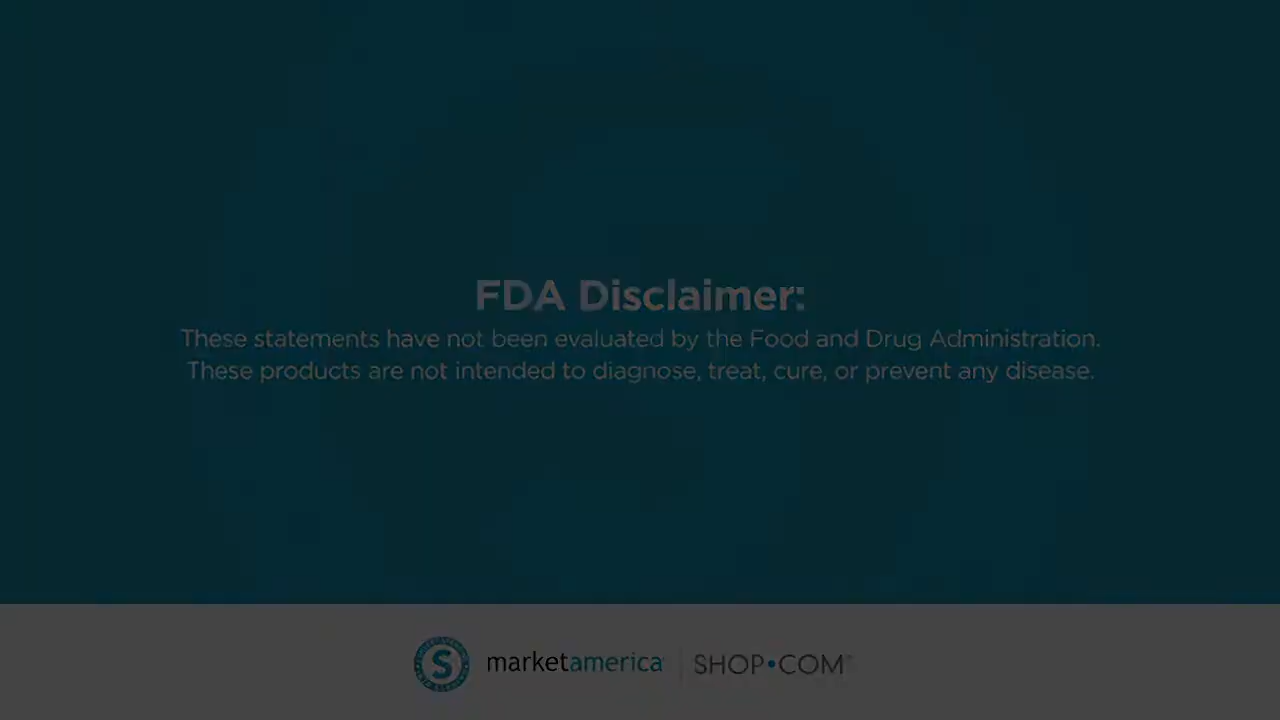 FDA Disclaimer:
These statements have not been evaluated by the Food and Drug Administration.
These products are not intended to diagnose, treat, cure, or prevent any disease.
S marketamerica | SHOP•COM